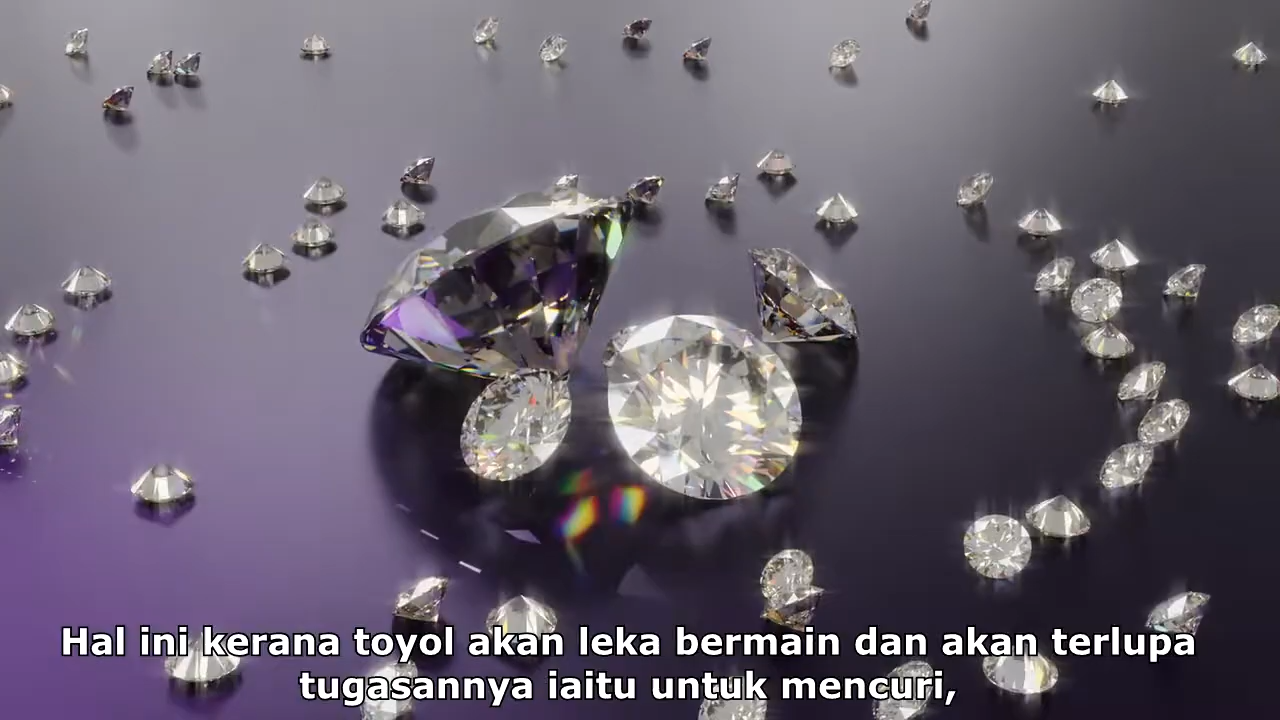 Hal ini kerana toyol akan leka bermain dan akan terlupa
tugasannya iaitu untuk mencuri,